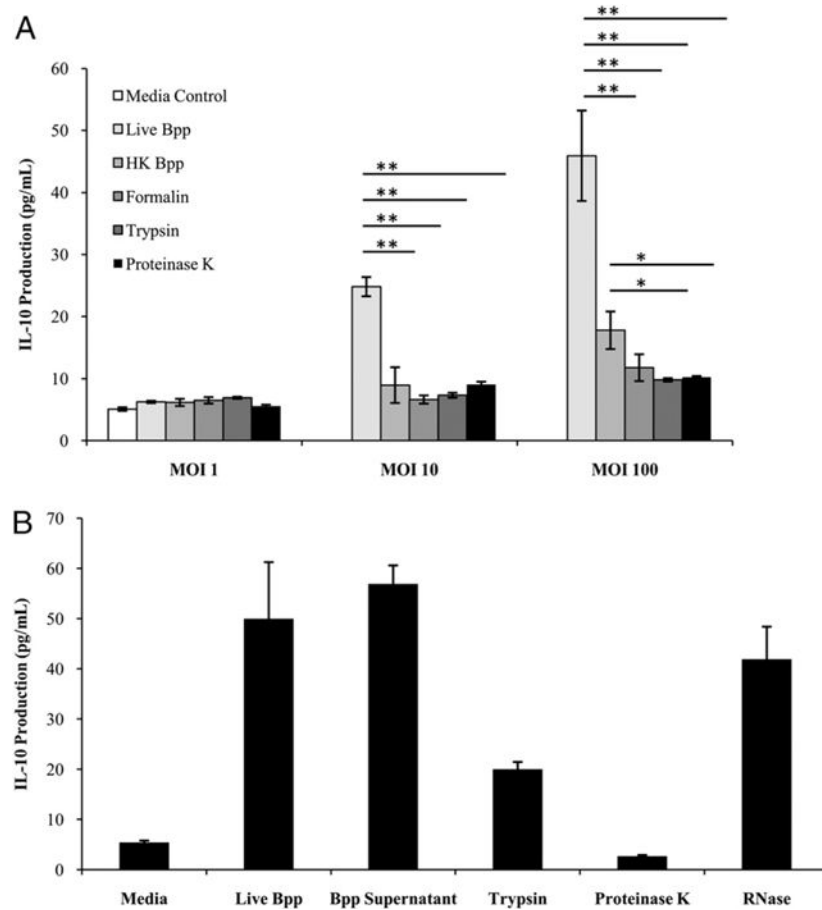 A
IL-10 Production (pg/mL)
60
50
40
30
20
10
0
Media Control
Live Bpp
HK Bpp
Formalin
Trypsin
Proteinase K
**
**
**
**
**
**
**
**
*
*
MOI 1
MOI 10
MOI 100
B
IL-10 Production (pg/mL)
70
60
50
40
30
20
10
0
Media
Live Bpp
Bpp Supernatant
Trypsin
Proteinase K
RNase